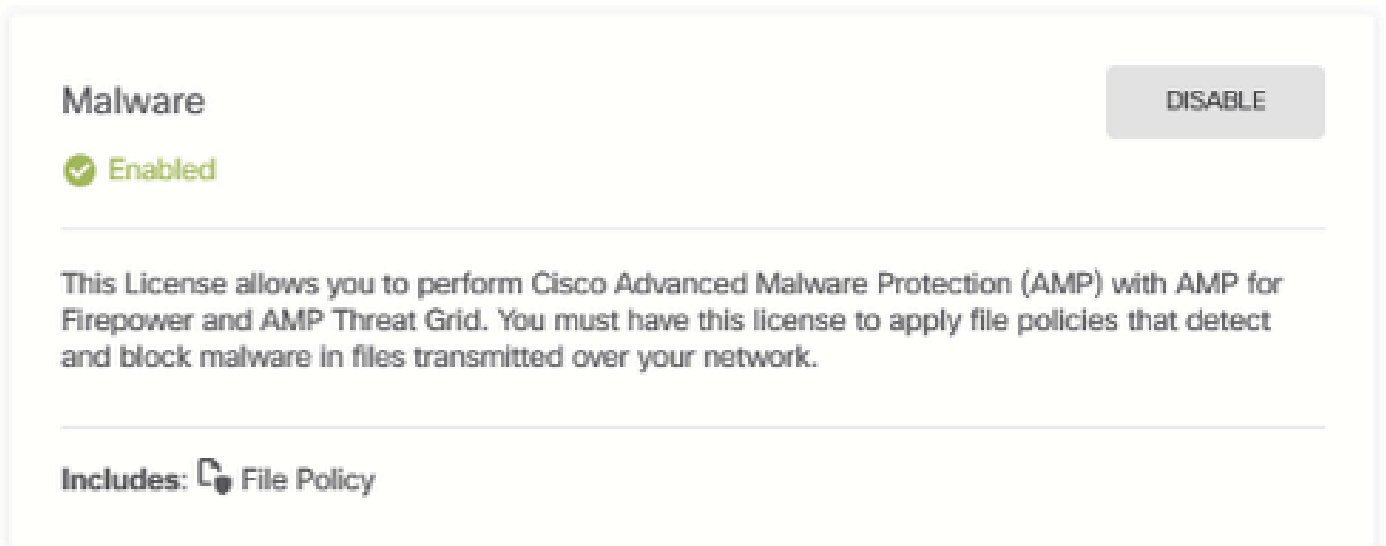 Malware
DISABLE
Enabled
This License allows you to perform Cisco Advanced Malware Protection (AMP) with AMP for
Firepower and AMP Threat Grid. You must have this license to apply file policies that detect
and block malware in files transmitted over your network.
Includes: File Policy